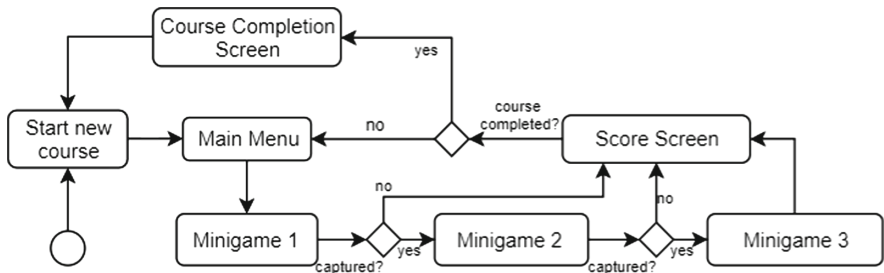 Course Completion
Screen
yes
Start new
course
Main Menu
no
course
completed?
Score Screen
no
no
Minigame 1
captured?
yes
Minigame 2
captured?
yes
Minigame 3